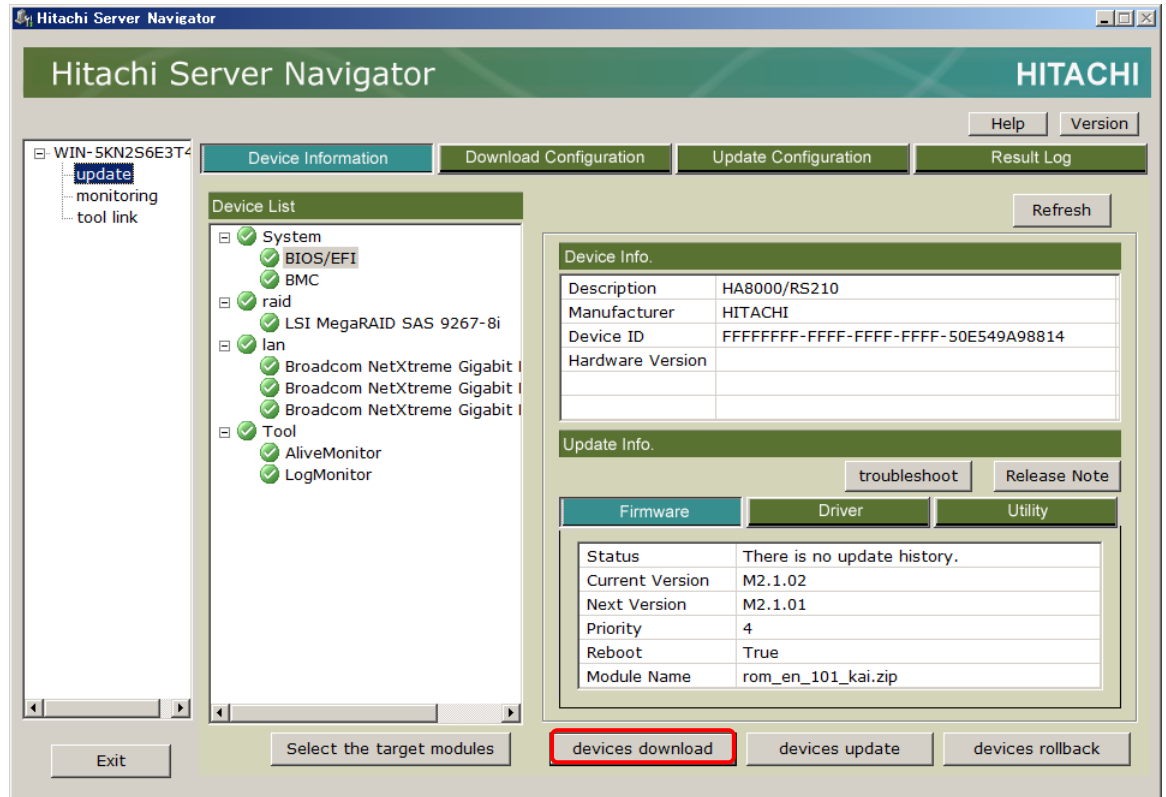 Hitachi Server Navigator
Hitachi Server Navigator
HITACHI
Help
Version
WIN-5KN2S6E3T4
update
monitoring
tool link
Device Information
Download Configuration
Update Configuration
Result Log
Device List
Refresh
System
BIOS/EFI
BMC
raid
LSI MegaRAID SAS 9267-8i
lan
Broadcom NetXtreme Gigabit
Broadcom NetXtreme Gigabit
Broadcom NetXtreme Gigabit
Tool
AliveMonitor
LogMonitor
Device Info.
Description HA8000/RS210
Manufacturer HITACHI
Device ID FFFFFFFF-FFFF-FFFF-FFFF-50E549A98814
Hardware Version
Update Info.
troubleshoot
Release Note
Firmware
Driver
Utility
Status There is no update history.
Current Version M2.1.02
Next Version M2.1.01
Priority 4
Reboot True
Module Name rom_en_101_kai.zip
Exit
Select the target modules
devices download
devices update
devices rollback